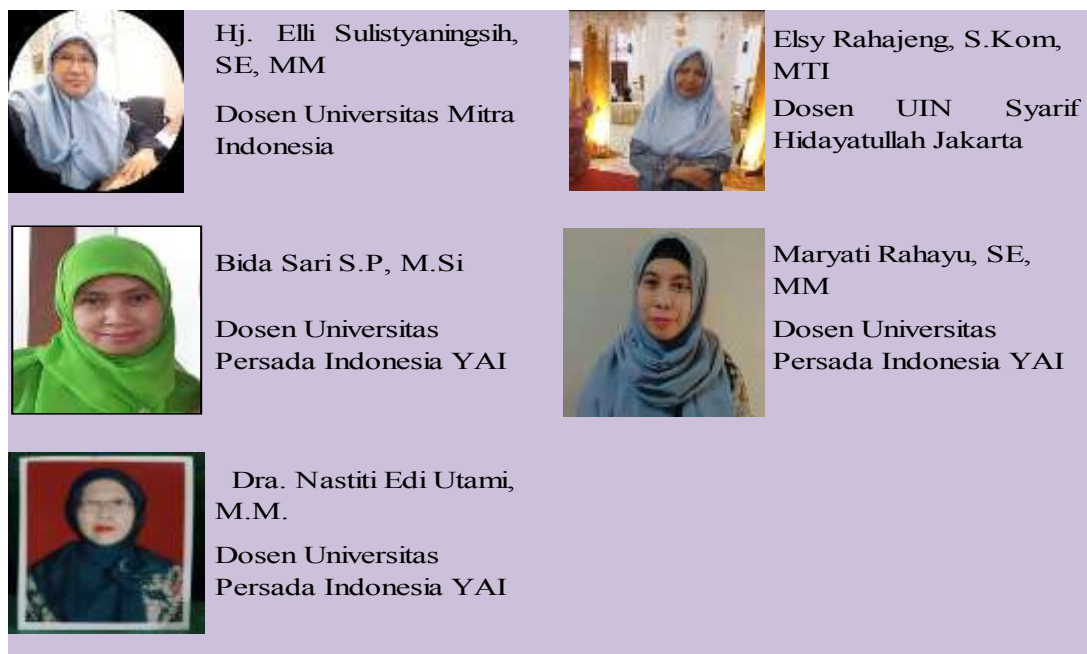 Hj. Elli Sulistyaningsih,
SE, MM
Dosen Universitas Mitra
Indonesia
Elsy Rahajeng, S.Kom,
MTI
Dosen UIN Syarif
Hidayatullah Jakarta
Bida Sari S.P, M.Si
Dosen Universitas
Persada Indonesia YAI
Maryati Rahayu, SE,
MM
Dosen Universitas
Persada Indonesia YAI
Dra. Nastiti Edi Utami,
M.M.
Dosen Universitas
Persada Indonesia YAI